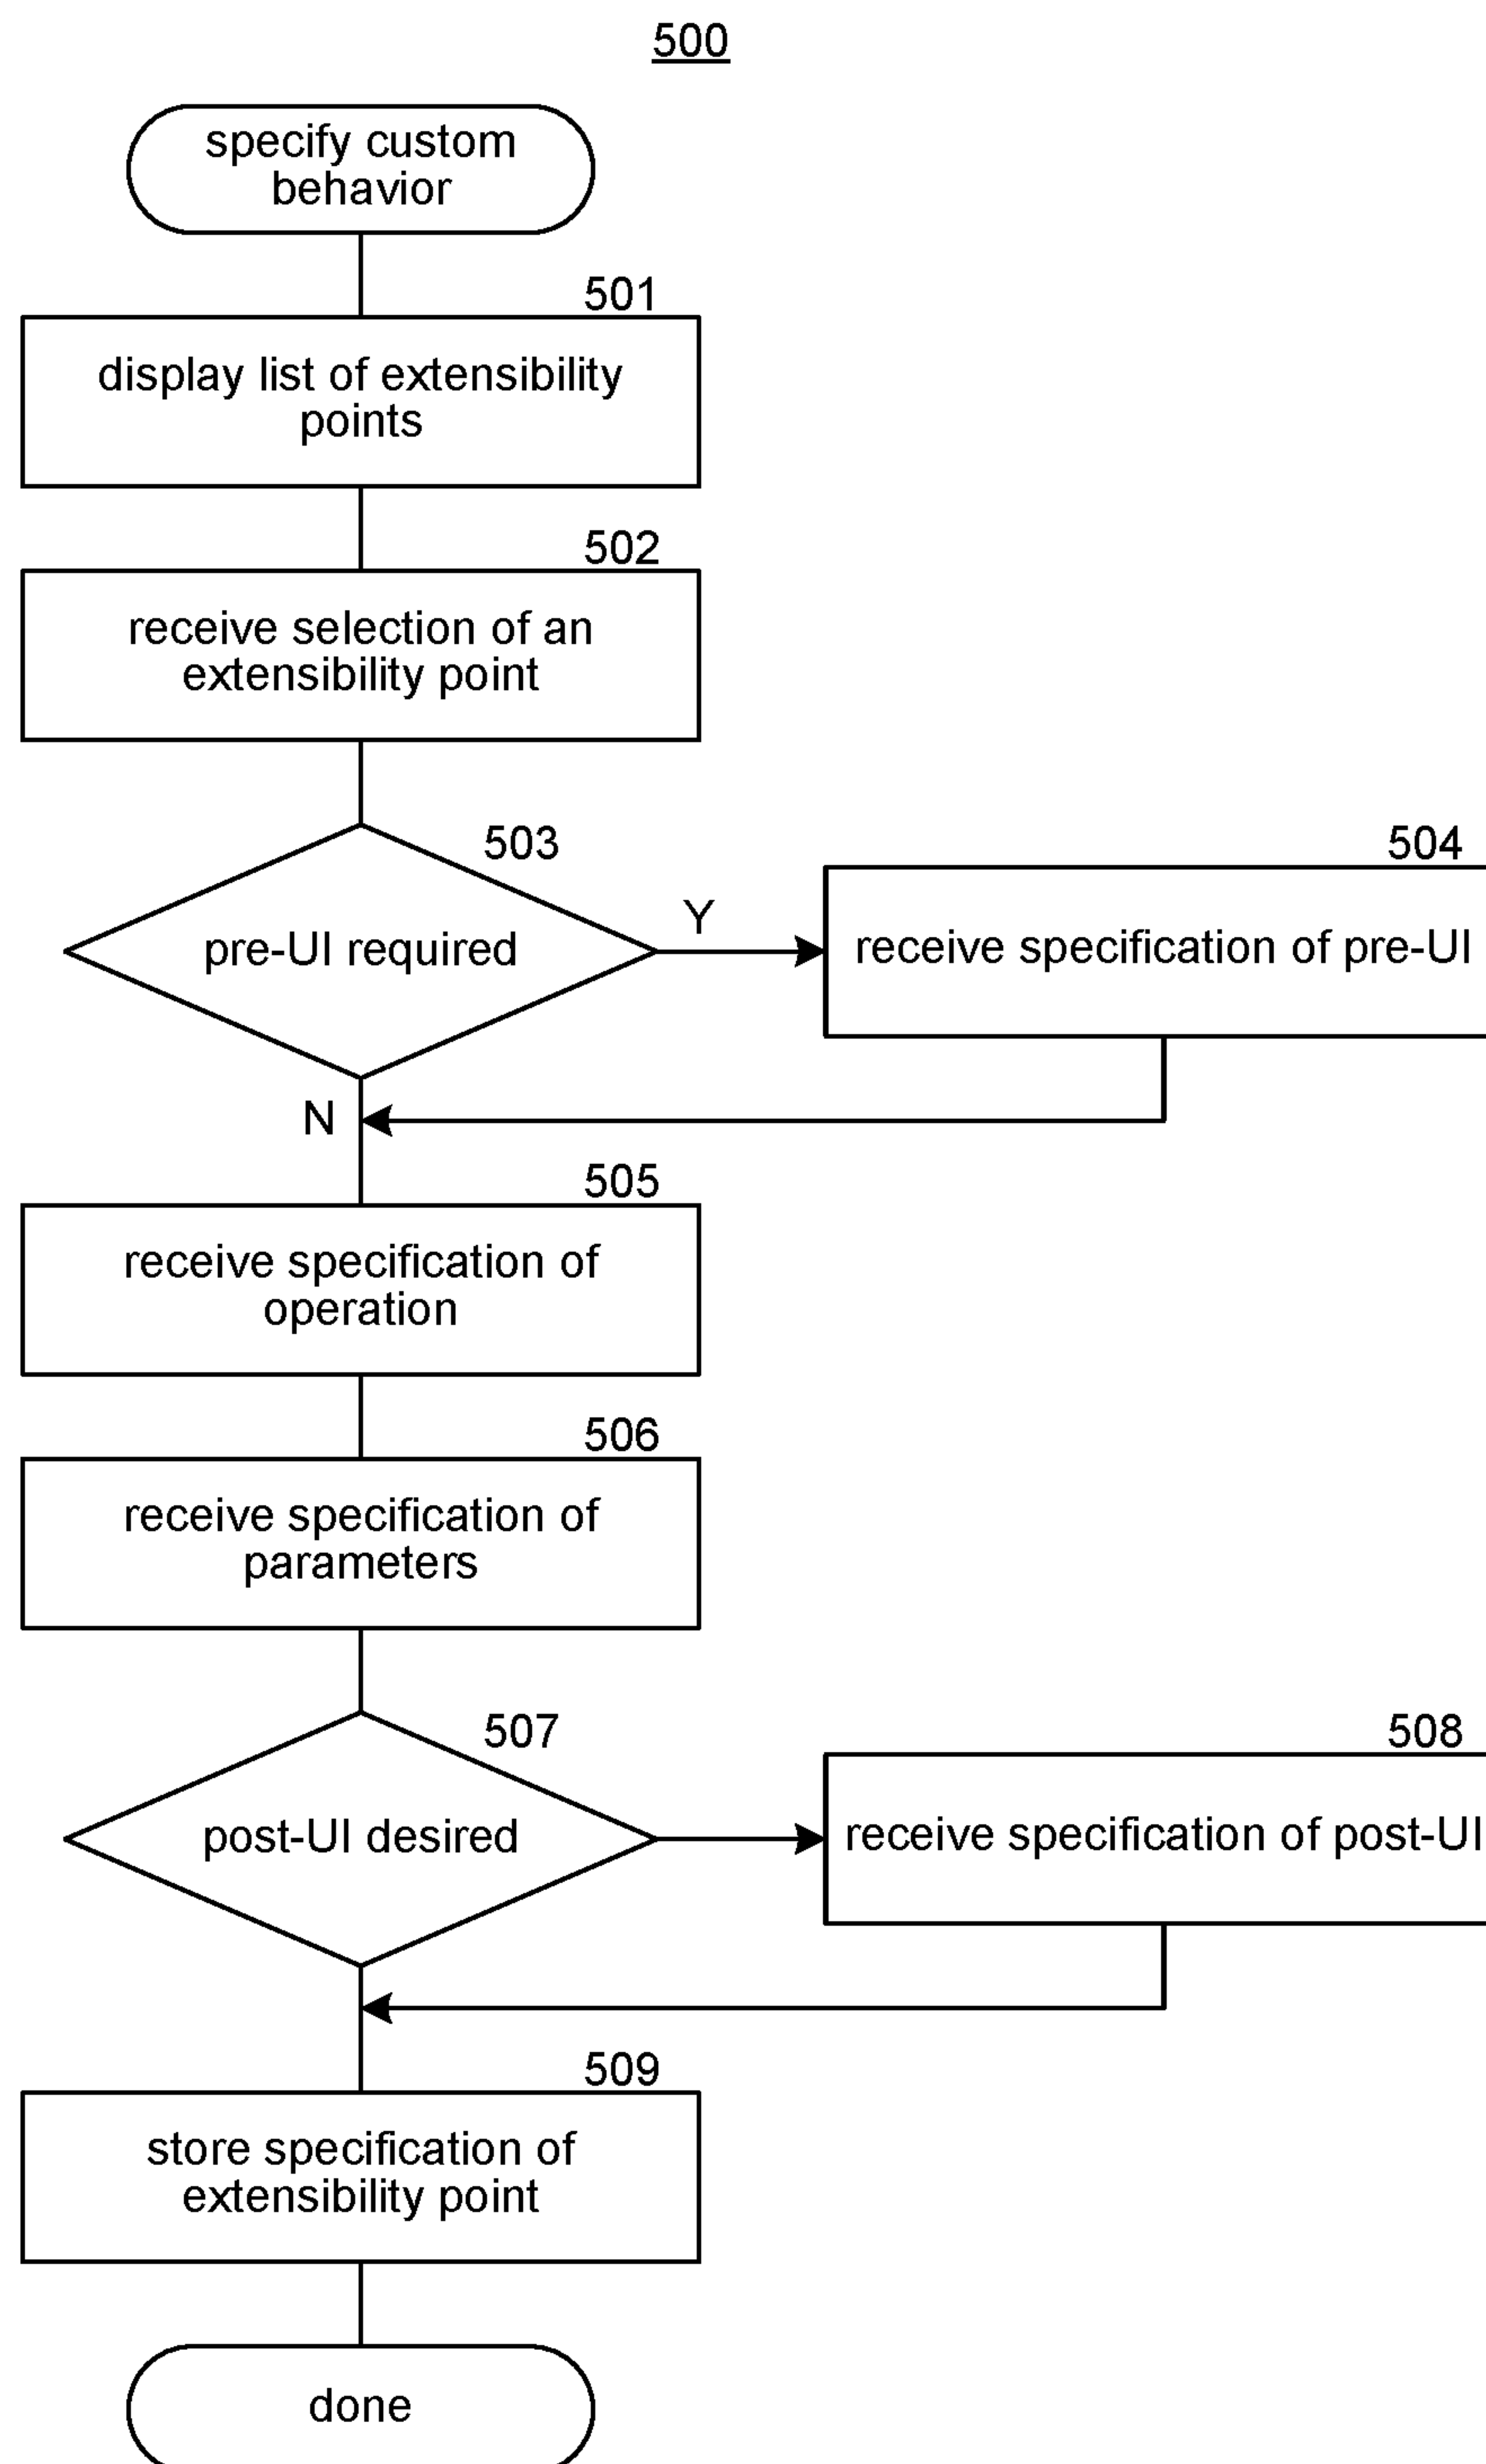 500
specify custom
behavior
501
display list of extensibility
points
502
receive selection of an
extensibility point
503
pre-UI required
Y
504
receive specification of pre-UI
N
505
receive specification of
operation
506
receive specification of
parameters
507
post-UI desired
508
receive specification of post-UI
509
store specification of
extensibility point
done